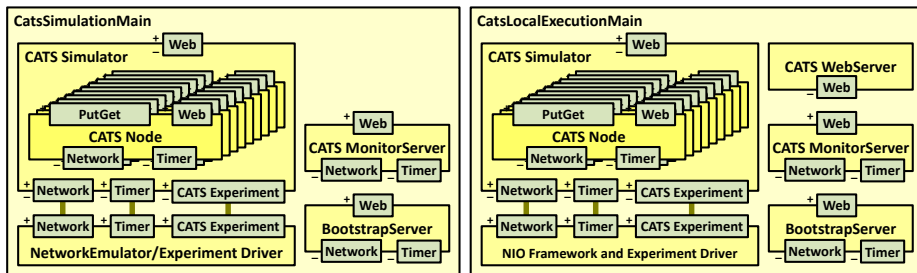 CatsSimulationMain
+
Web
−
CATS Simulator
PutGet
Web
CATS Node
−
Network
−
Timer
+
Network
−
+
Timer
−
+
CATS Experiment
−
+
Network
+
Timer
+
CATS Experiment
NetworkEmulator/Experiment Driver
+
Web
CATS MonitorServer
−
Network
−
Timer
+
Web
BootstrapServer
−
Network
−
Timer
CatsLocalExecutionMain
+
Web
−
CATS Simulator
PutGet
Web
CATS Node
−
Network
−
Timer
+
Network
−
+
Timer
−
+
CATS Experiment
−
+
Network
+
Timer
+
CATS Experiment
NIO Framework and Experiment Driver
CATS WebServer
−
Web
+
Web
CATS MonitorServer
−
Network
−
Timer
+
Web
BootstrapServer
−
Network
−
Timer